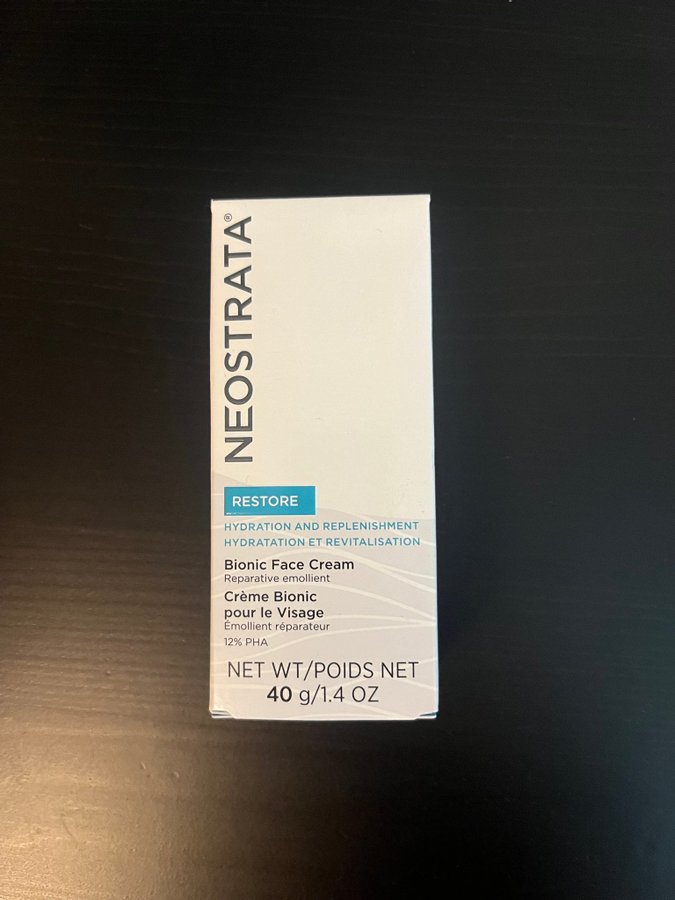 NEOSTRATA®
RESTORE
HYDRATION AND REPLENISHMENT
HYDRATATION ET REVITALISATION
Bionic Face Cream
Reparative emollient
Crème Bionic
pour le Visage
Émollient réparateur
12% PHA
NET WT/POIDS NET
40 g/1.4 OZ